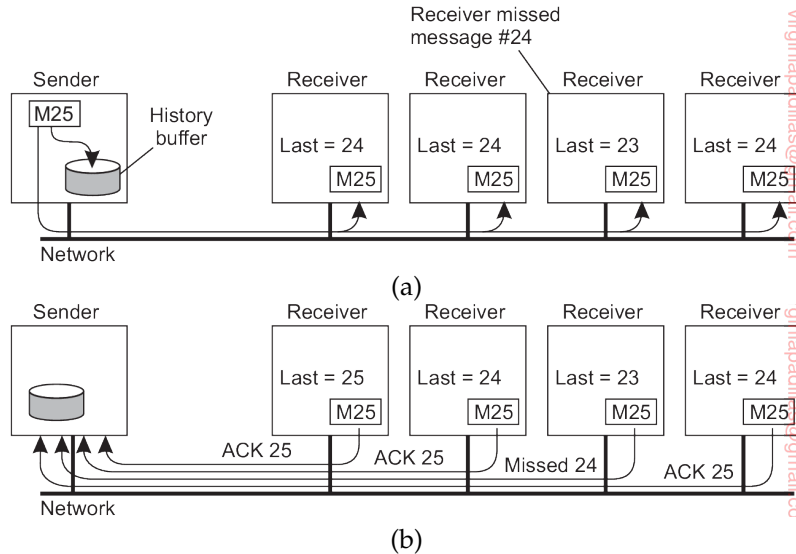 Receiver missed
message #24
Sender
Receiver
Receiver
Receiver
Receiver
M25
History
buffer
Last = 24
Last = 24
Last = 23
Last = 24
M25
M25
M25
M25
Network
(a)
Sender
Receiver
Receiver
Receiver
Receiver
Last = 25
Last = 24
Last = 23
Last = 24
M25
M25
M25
M25
ACK 25
ACK 25
Missed 24
ACK 25
Network
(b)